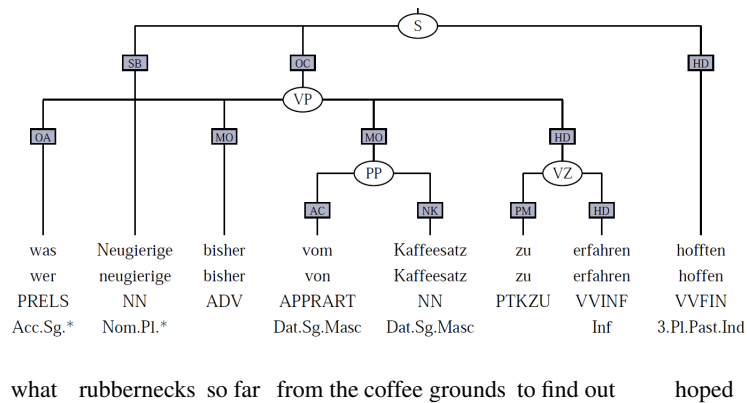 S
SB OC HD
VP
OA MO MO HD
PP VZ
AC NK PM HD
was Neugierige bisher vom Kaffeesatz zu erfahren hofften
wer neugierige bisher von Kaffeesatz zu erfahren hoffen
PRELS NN ADV APPRART NN PTKZU VVINF VVFIN
Acc.Sg.* Nom.Pl.* Dat.Sg.Masc Dat.Sg.Masc Inf 3.Pl.Past.Ind
what rubbernecks so far from the coffee grounds to find out hoped